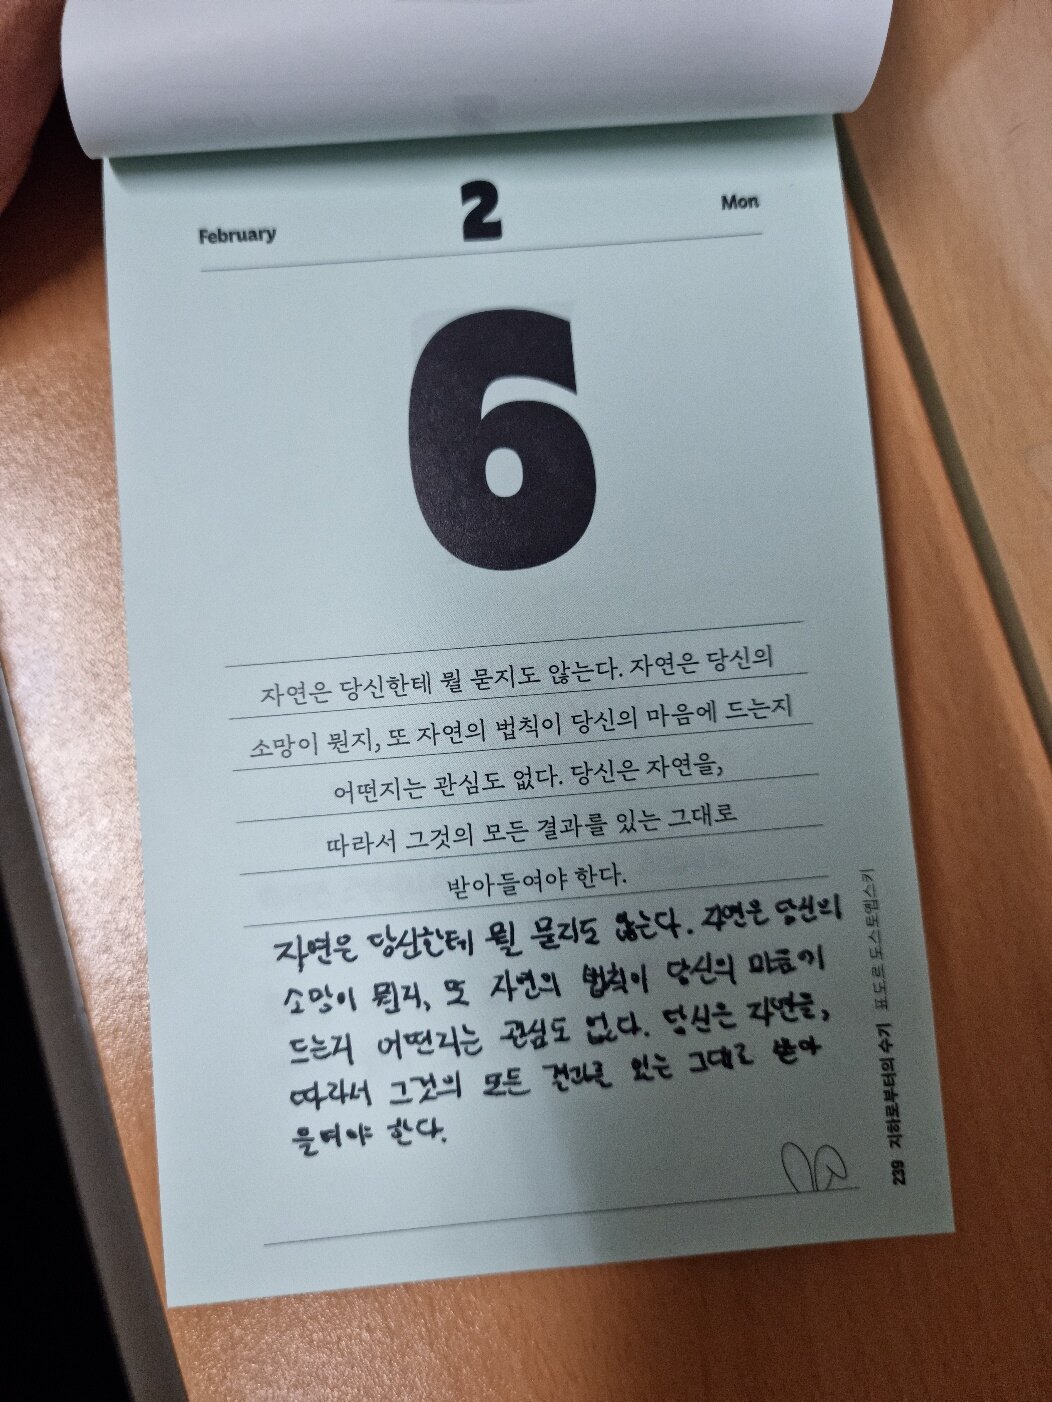 February 2 Mon
6
자연은 당신한테 뭘 묻지도 않는다. 자연은 당신의
소망이 뭔지, 또 자연의 법칙이 당신의 마음에 드는지
어떤지는 관심도 없다. 당신은 자연을,
따라서 그것의 모든 결과를 있는 그대로
받아들여야 한다.
자연은 당신한테 뭘 묻지도 않는다. 자연은 당신의
소망이 뭔지, 또 자연의 법칙이 당신의 마음에
드는지 어떤지는 관심도 없다. 당신은 자연을,
따라서 그것의 모든 결과를 있는 그대로 받아
들여야 한다.
239 지하로부터의 수기 표도르 도스토옙스키